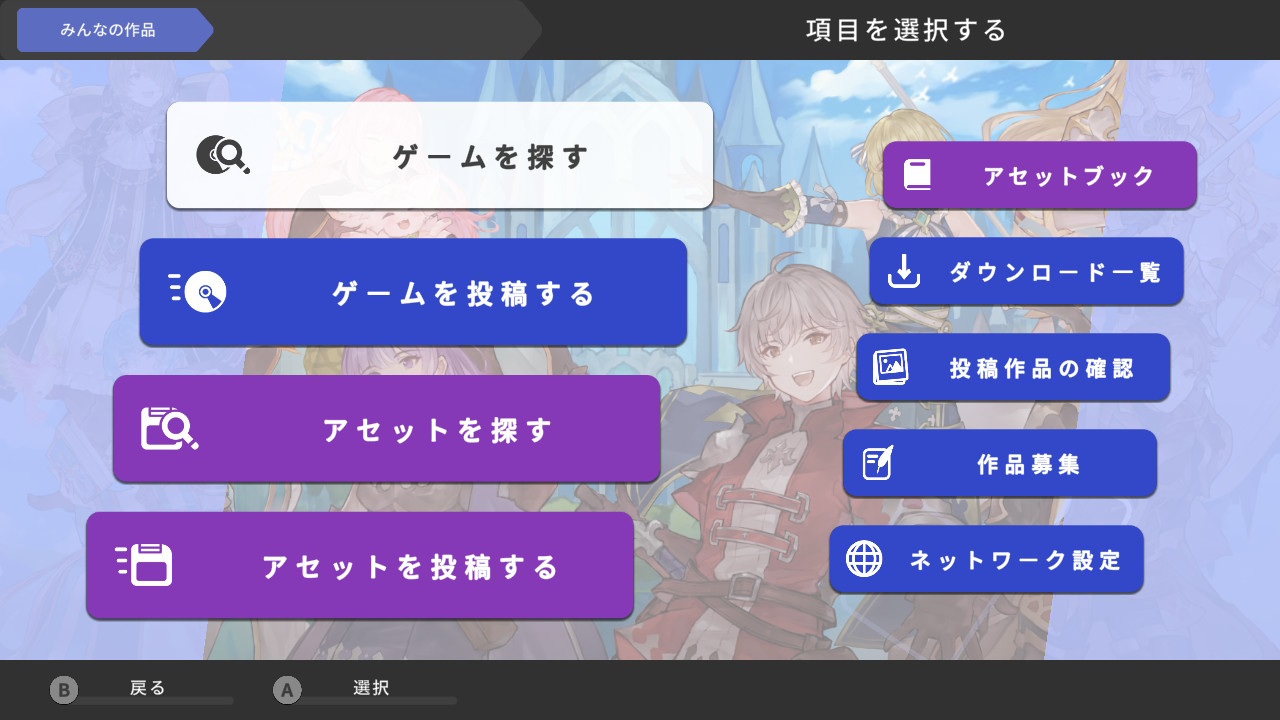 みんなの作品
項目を選択する
ゲームを探す
ゲームを投稿する
アセットを探す
アセットを投稿する
アセットブック
ダウンロード一覧
投稿作品の確認
作品募集
ネットワーク設定
B 戻る
A 選択